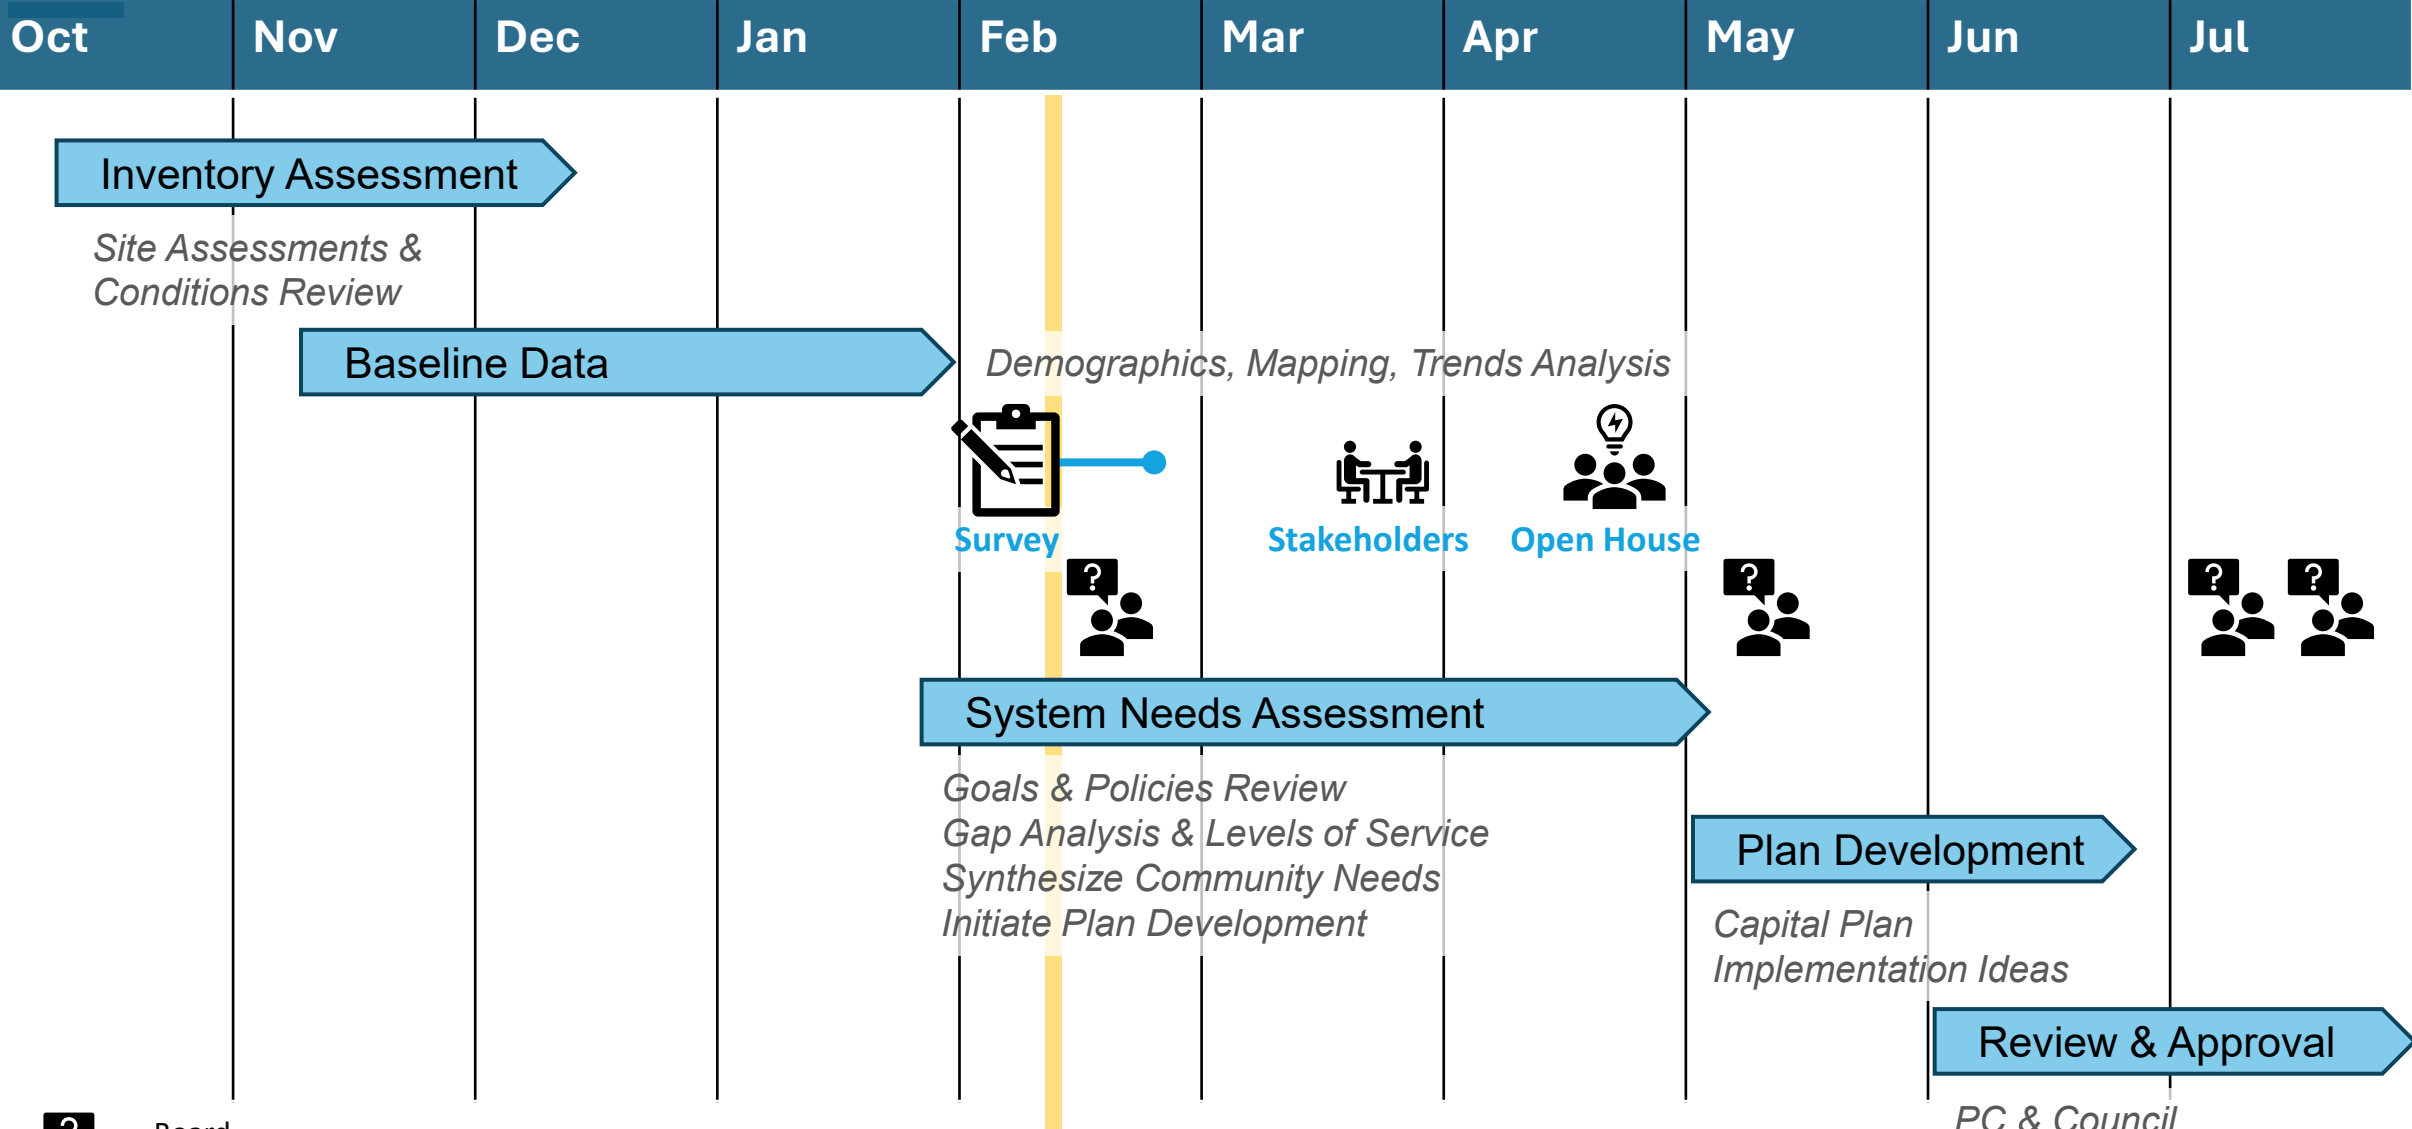 Oct Nov Dec Jan Feb Mar Apr May Jun Jul
Inventory Assessment
Site Assessments &
Conditions Review
Baseline Data
Demographics, Mapping, Trends Analysis
Survey
Stakeholders
Open House
?
?
?
?
System Needs Assessment
Goals & Policies Review
Gap Analysis & Levels of Service
Synthesize Community Needs
Initiate Plan Development
Plan Development
Capital Plan
Implementation Ideas
Review & Approval
PC & Council
?
Board